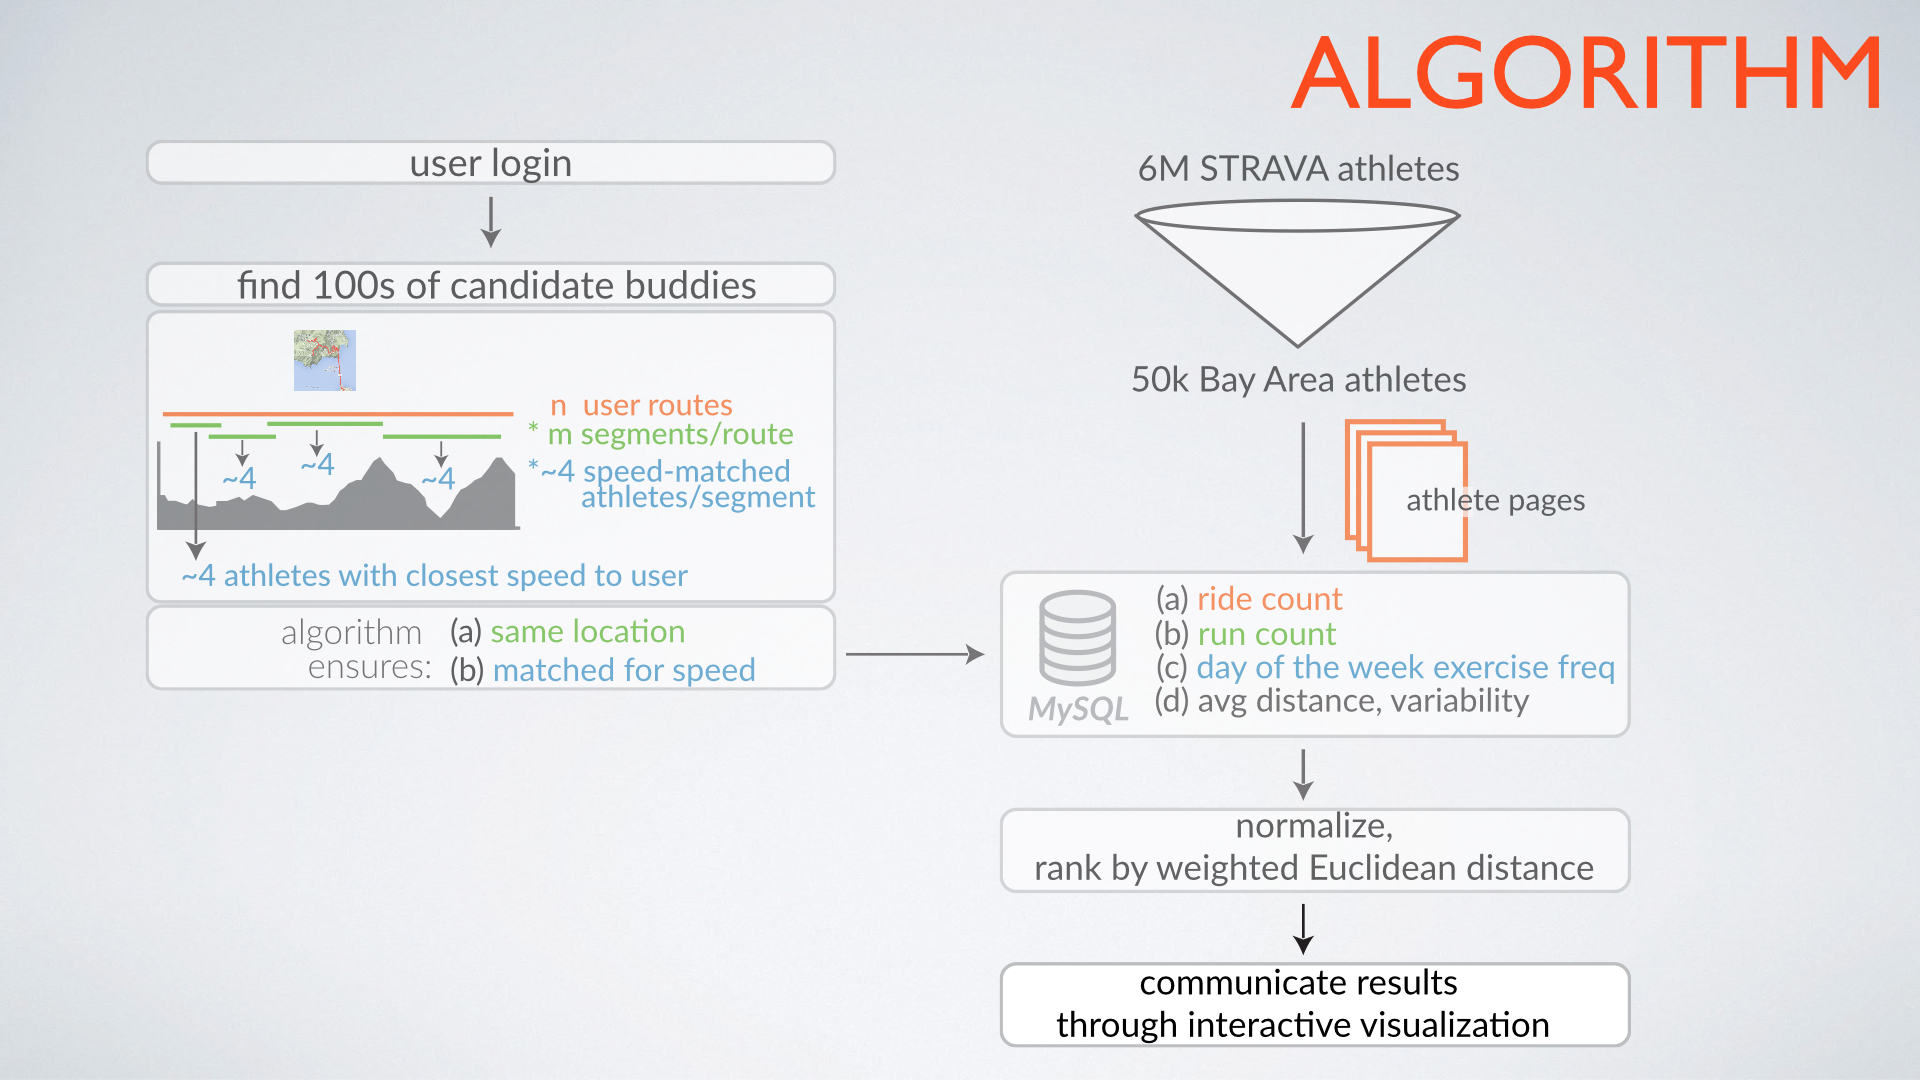 ALGORITHM
user login
find 100s of candidate buddies
n user routes
* m segments/route
*~4 speed-matched
athletes/segment
~4
~4
~4
~4 athletes with closest speed to user
algorithm
ensures:
(a) same location
(b) matched for speed
6M STRAVA athletes
50k Bay Area athletes
athlete pages
MySQL
(a) ride count
(b) run count
(c) day of the week exercise freq
(d) avg distance, variability
normalize,
rank by weighted Euclidean distance
communicate results
through interactive visualization